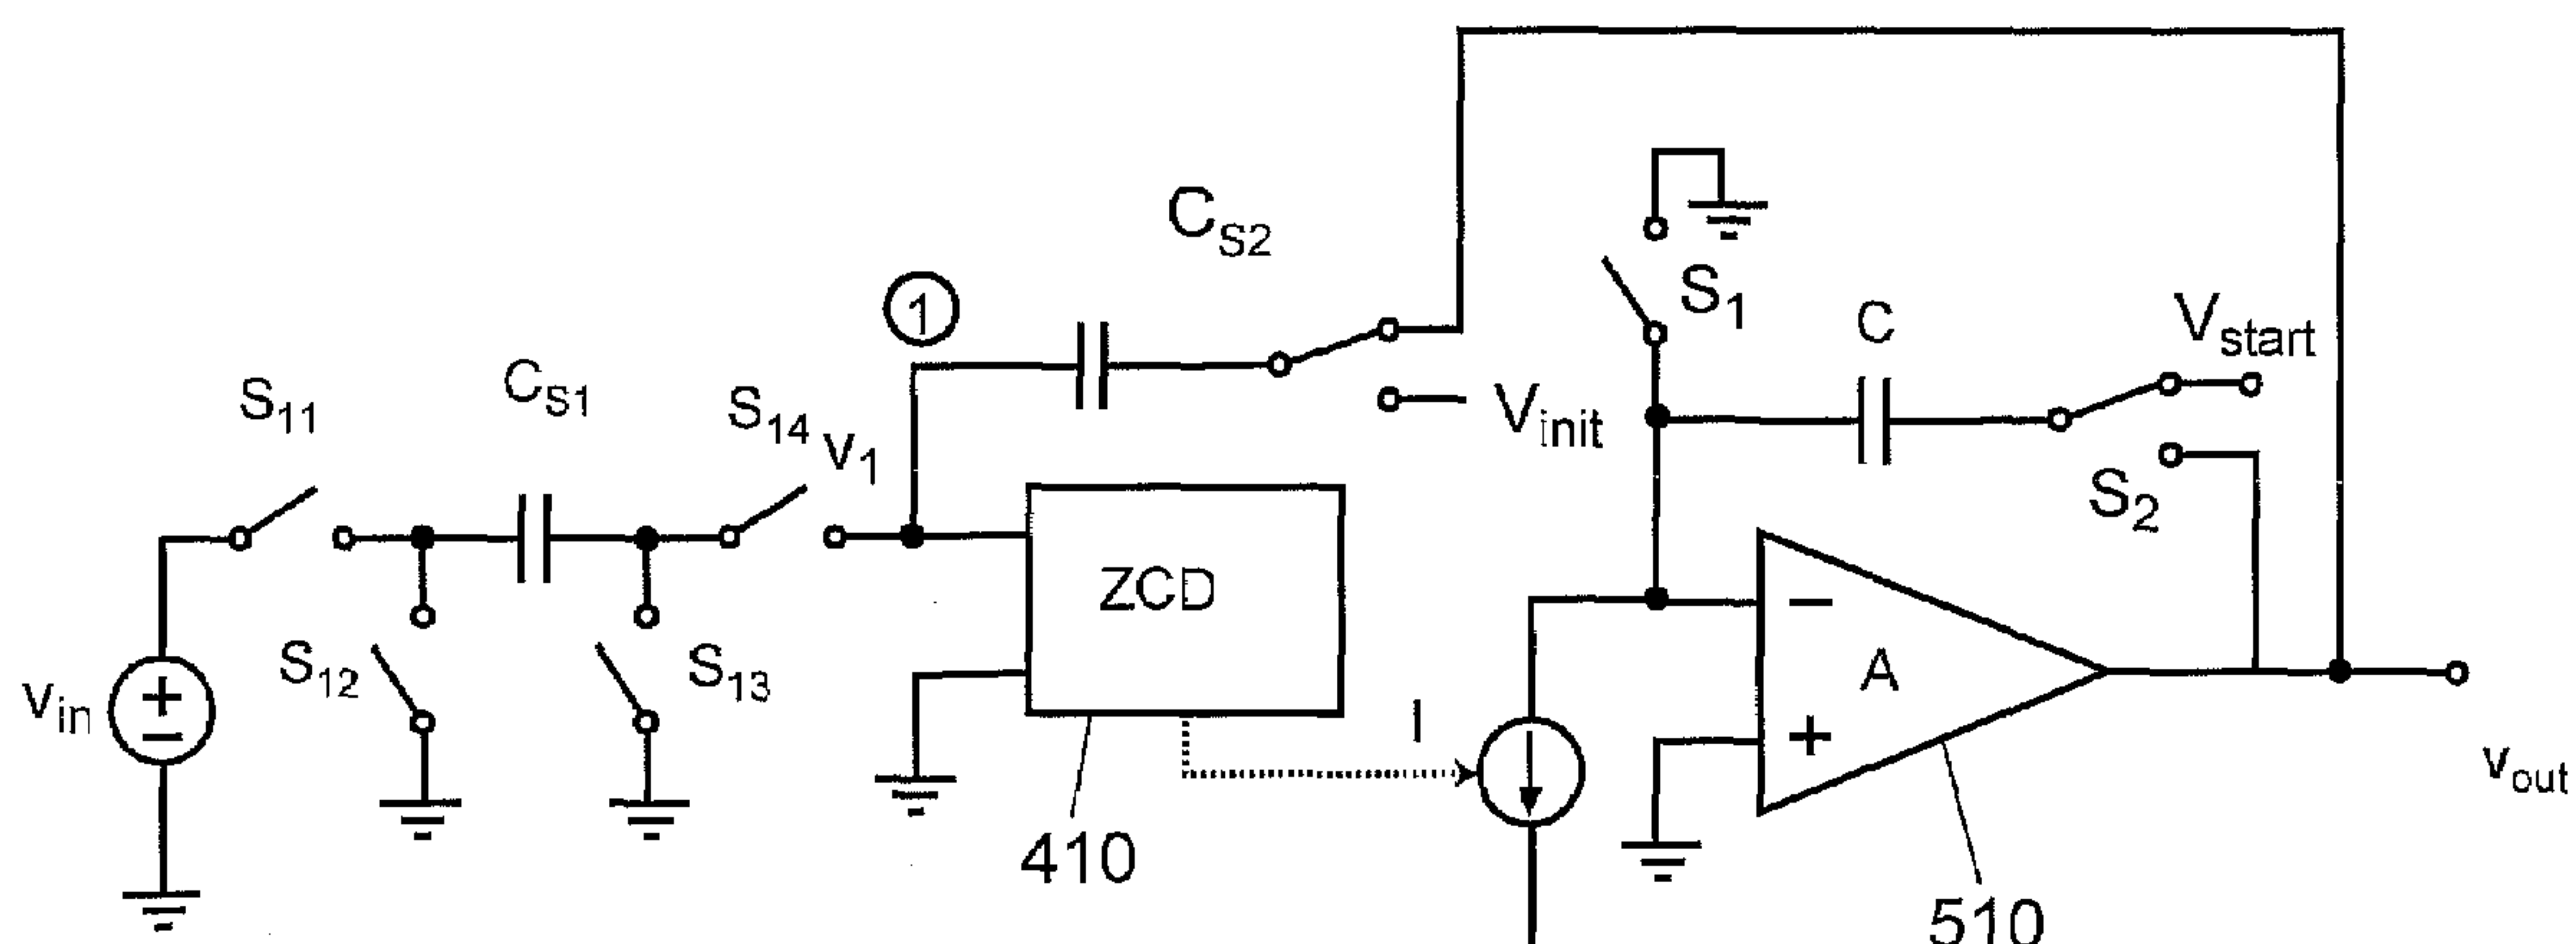 C_S2
1
S_1
C
V_start
C_S1
S_11
S_14
v_1
V_init
S_2
ZCD
−
A
+
S_12
S_13
v_in
+
−
I
410
510
v_out